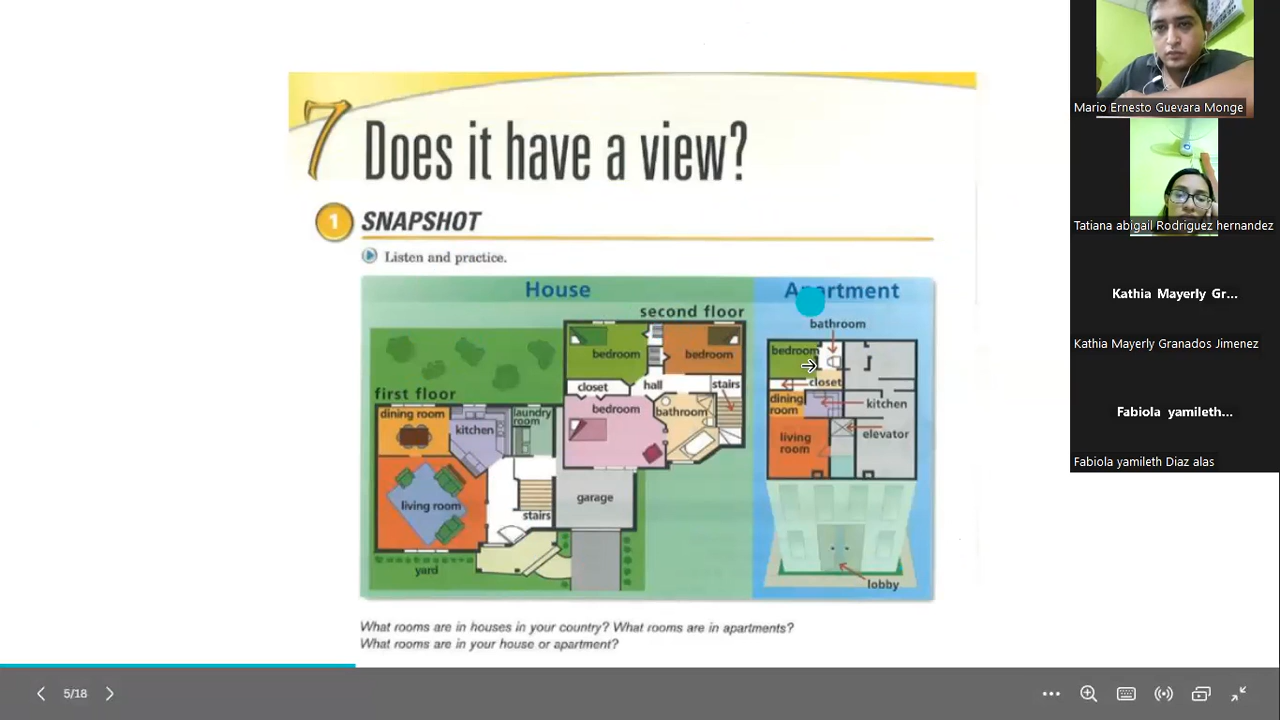 7
Does it have a view?
1 SNAPSHOT
Listen and practice.
House
Apartment
second floor
bathroom
bedroom
bedroom
bedroom
closet
hall
stairs
closet
first floor
dining room
kitchen
laundry
room
bedroom
bathroom
dining
room
kitchen
living
room
elevator
living room
stairs
garage
yard
lobby
What rooms are in houses in your country? What rooms are in apartments?
What rooms are in your house or apartment?
5/18
Mario Ernesto Guevara Monge
Tatiana abigail Rodriguez hernandez
Kathia Mayerly Gr...
Kathia Mayerly Granados Jimenez
Fabiola yamileth...
Fabiola yamileth Diaz alas